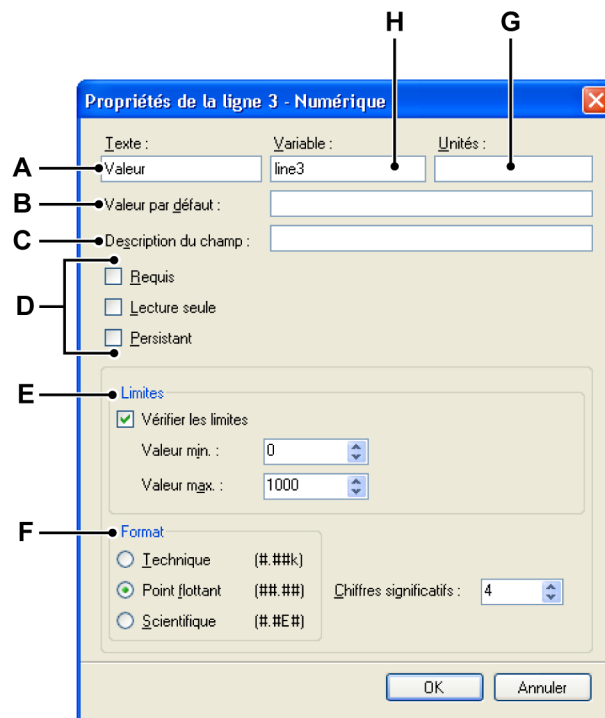 H G
Propriétés de la ligne 3 - Numérique
Texte : Variable : Unités :
A Valeur line3
B Valeur par défaut :
C Description du champ :
Requis
D Lecture seule
Persistant
E Limites
Vérifier les limites
Valeur min. : 0
Valeur max. : 1000
F Format
Technique (#.##k)
Point flottant (##.##) Chiffres significatifs : 4
Scientifique (#.#E#)
OK Annuler